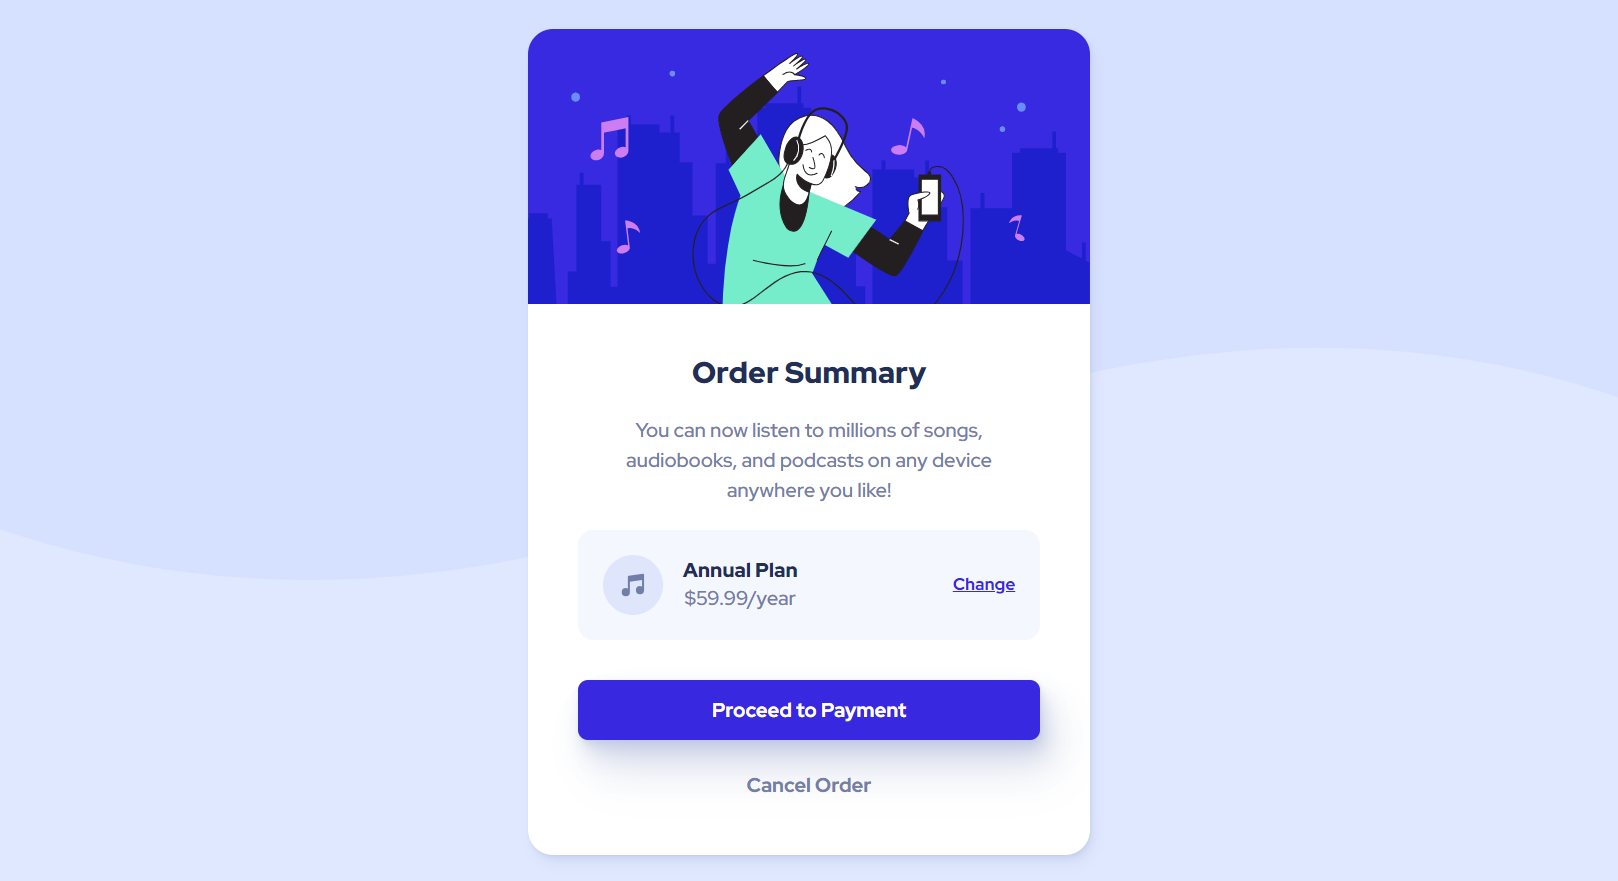 Order Summary
You can now listen to millions of songs,
audiobooks, and podcasts on any device
anywhere you like!
Annual Plan
$59.99/year
Change
Proceed to Payment
Cancel Order